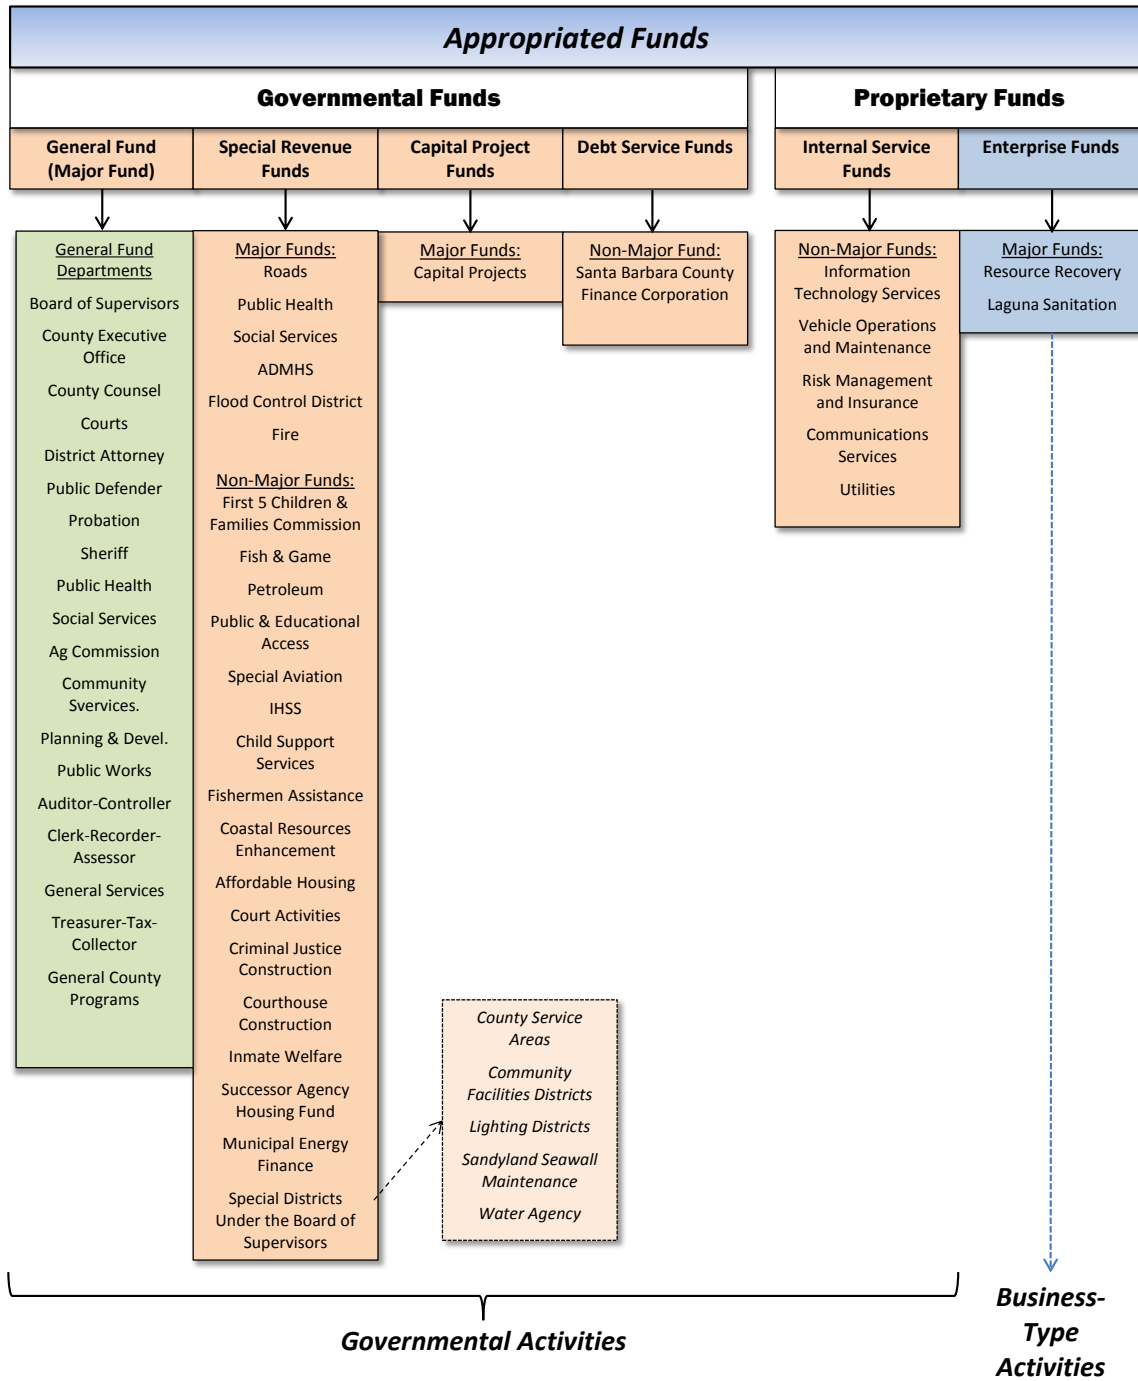 Appropriated Funds
Governmental Funds
Proprietary Funds
General Fund
(Major Fund)
Special Revenue
Funds
Capital Project
Funds
Debt Service Funds
Internal Service
Funds
Enterprise Funds
General Fund
Departments
Board of Supervisors
County Executive
Office
County Counsel
Courts
District Attorney
Public Defender
Probation
Sheriff
Public Health
Social Services
Ag Commission
Community
Svervices.
Planning & Devel.
Public Works
Auditor-Controller
Clerk-Recorder-
Assessor
General Services
Treasurer-Tax-
Collector
General County
Programs
Major Funds:
Roads
Public Health
Social Services
ADMHS
Flood Control District
Fire
Non-Major Funds:
First 5 Children &
Families Commission
Fish & Game
Petroleum
Public & Educational
Access
Special Aviation
IHSS
Child Support
Services
Fishermen Assistance
Coastal Resources
Enhancement
Affordable Housing
Court Activities
Criminal Justice
Construction
Courthouse
Construction
Inmate Welfare
Successor Agency
Housing Fund
Municipal Energy
Finance
Special Districts
Under the Board of
Supervisors
Major Funds:
Capital Projects
Non-Major Fund:
Santa Barbara County
Finance Corporation
County Service
Areas
Community
Facilities Districts
Lighting Districts
Sandyland Seawall
Maintenance
Water Agency
Non-Major Funds:
Information
Technology Services
Vehicle Operations
and Maintenance
Risk Management
and Insurance
Communications
Services
Utilities
Major Funds:
Resource Recovery
Laguna Sanitation
Governmental Activities
Business-
Type
Activities